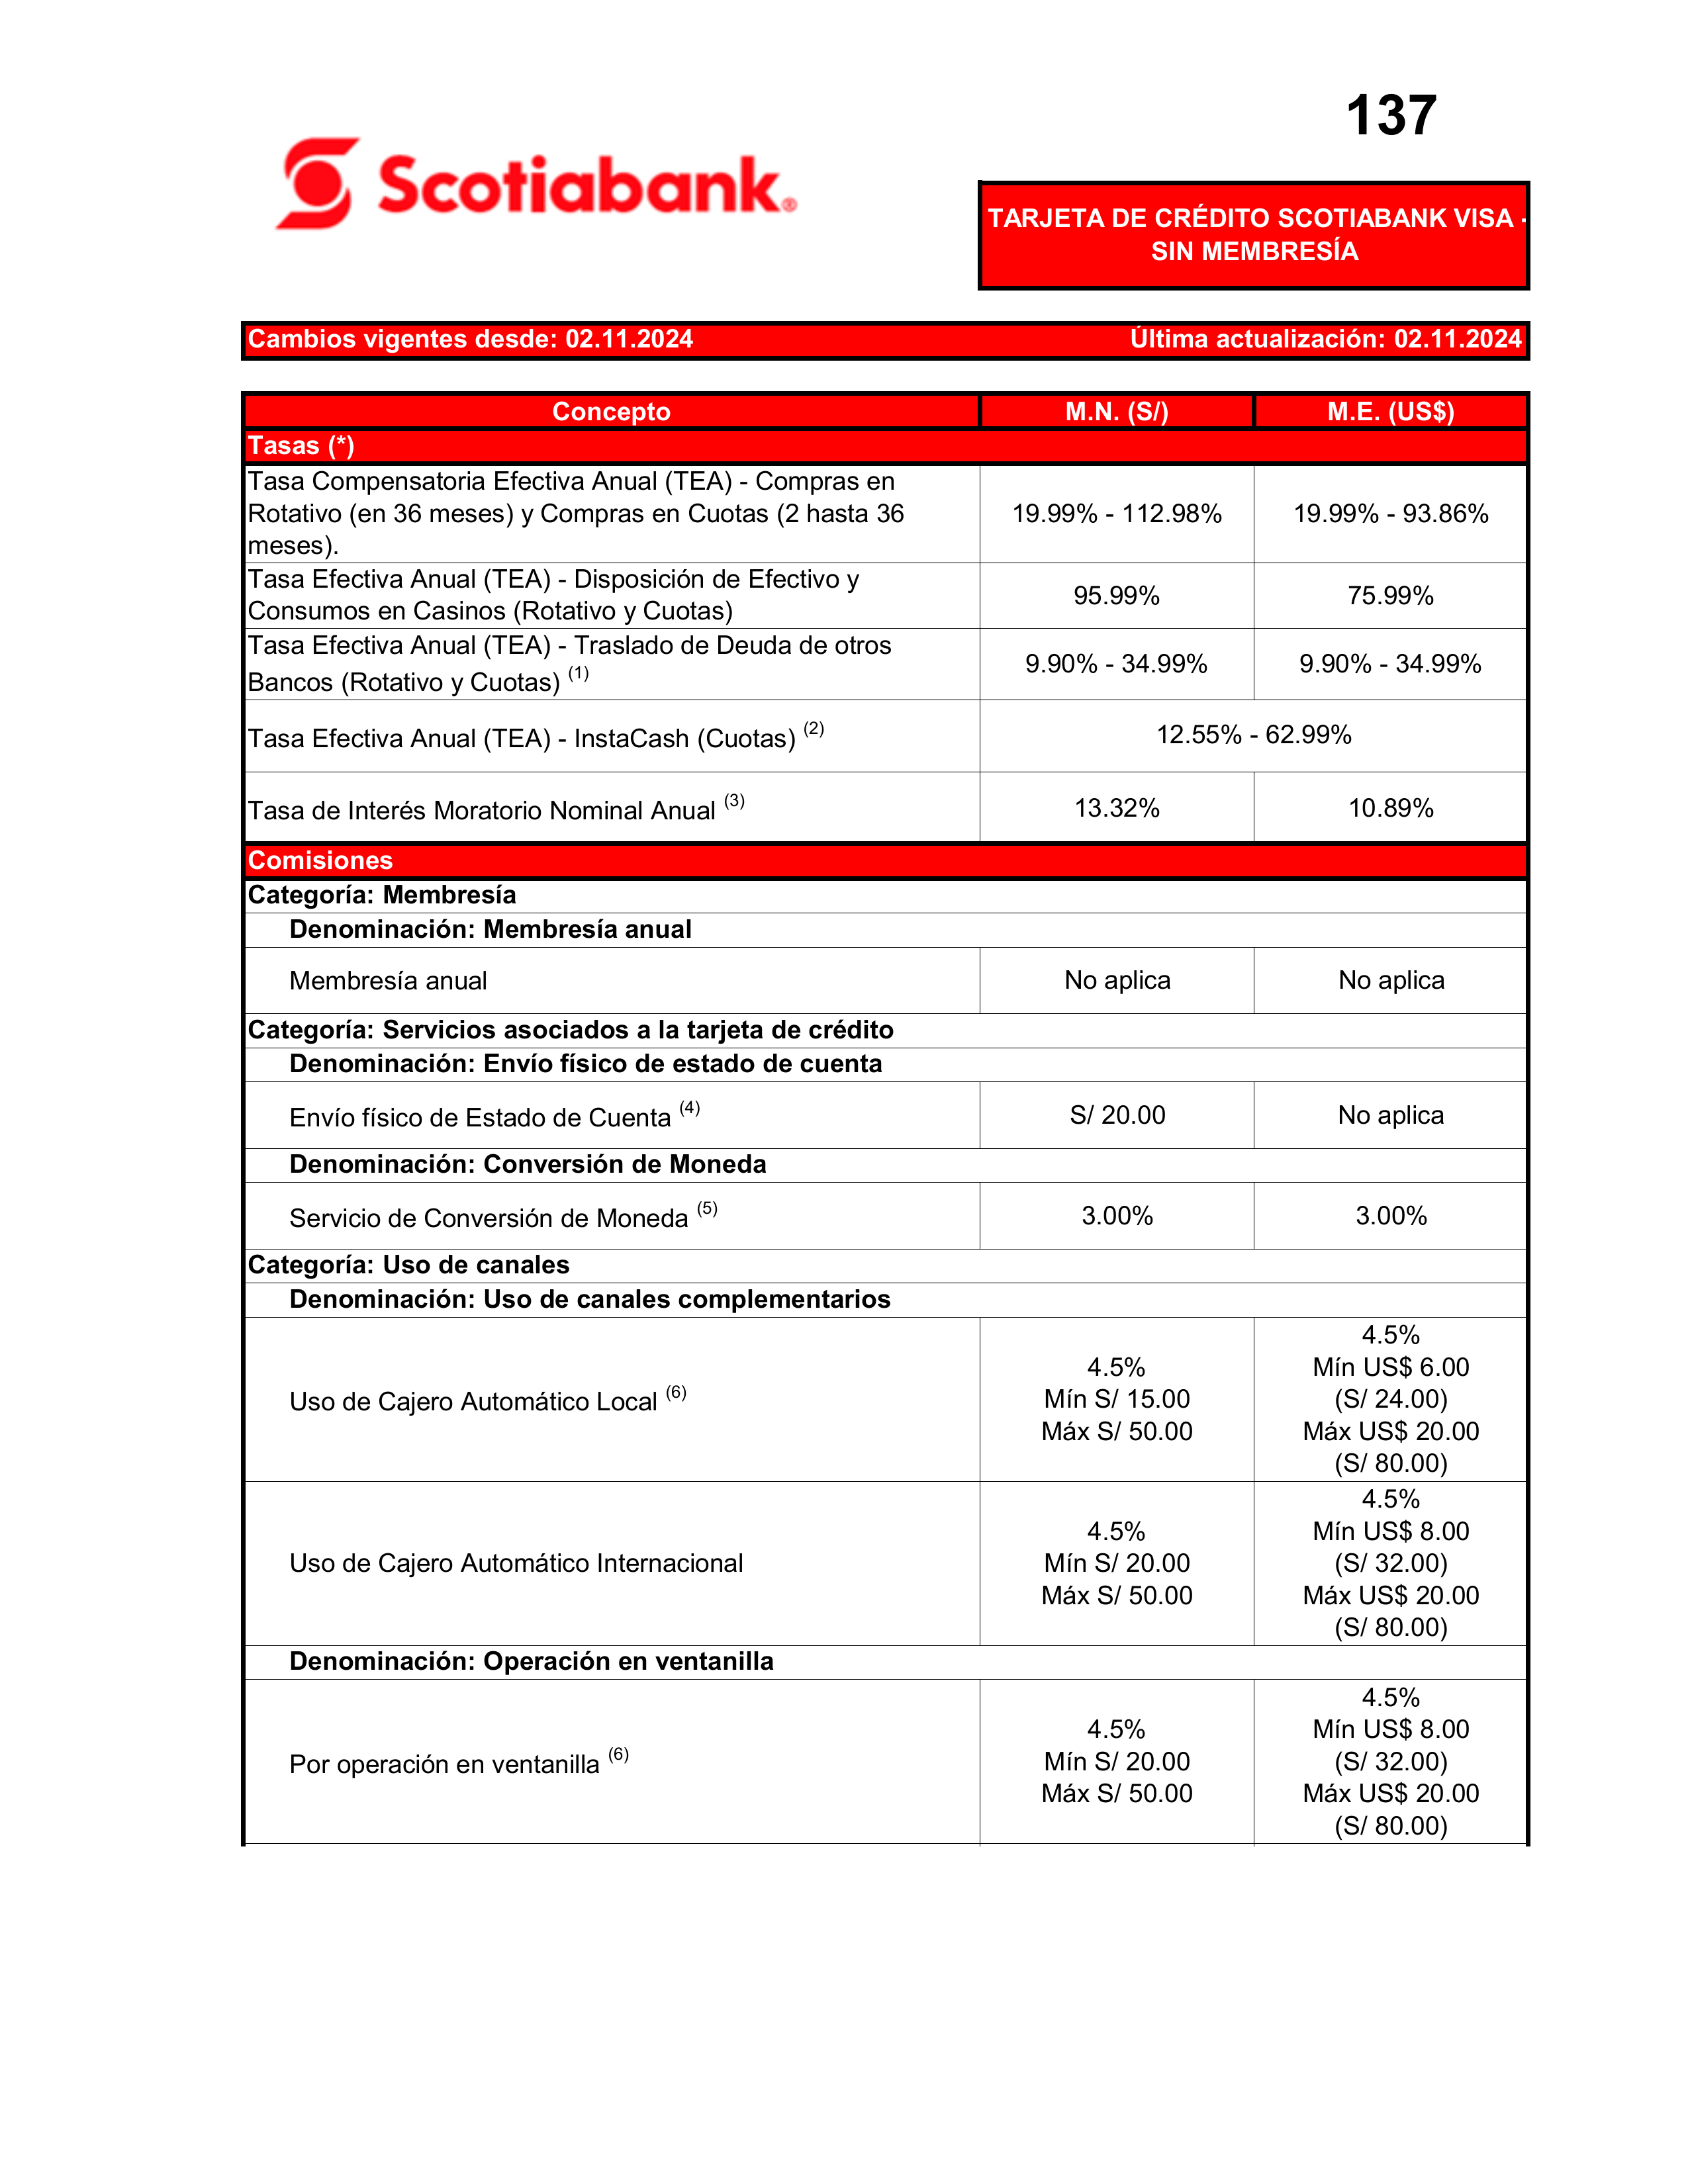 137
Scotiabank®
TARJETA DE CRÉDITO SCOTIABANK VISA -
SIN MEMBRESÍA
Cambios vigentes desde: 02.11.2024 Última actualización: 02.11.2024
Concepto M.N. (S/) M.E. (US$)
Tasas (*)
Tasa Compensatoria Efectiva Anual (TEA) - Compras en
Rotativo (en 36 meses) y Compras en Cuotas (2 hasta 36
meses).
19.99% - 112.98% 19.99% - 93.86%
Tasa Efectiva Anual (TEA) - Disposición de Efectivo y
Consumos en Casinos (Rotativo y Cuotas)
95.99% 75.99%
Tasa Efectiva Anual (TEA) - Traslado de Deuda de otros
Bancos (Rotativo y Cuotas) (1)
9.90% - 34.99% 9.90% - 34.99%
Tasa Efectiva Anual (TEA) - InstaCash (Cuotas) (2) 12.55% - 62.99%
Tasa de Interés Moratorio Nominal Anual (3) 13.32% 10.89%
Comisiones
Categoría: Membresía
Denominación: Membresía anual
Membresía anual No aplica No aplica
Categoría: Servicios asociados a la tarjeta de crédito
Denominación: Envío físico de estado de cuenta
Envío físico de Estado de Cuenta (4) S/ 20.00 No aplica
Denominación: Conversión de Moneda
Servicio de Conversión de Moneda (5) 3.00% 3.00%
Categoría: Uso de canales
Denominación: Uso de canales complementarios
Uso de Cajero Automático Local (6)
4.5%
Mín S/ 15.00
Máx S/ 50.00
4.5%
Mín US$ 6.00
(S/ 24.00)
Máx US$ 20.00
(S/ 80.00)
Uso de Cajero Automático Internacional
4.5%
Mín S/ 20.00
Máx S/ 50.00
4.5%
Mín US$ 8.00
(S/ 32.00)
Máx US$ 20.00
(S/ 80.00)
Denominación: Operación en ventanilla
Por operación en ventanilla (6)
4.5%
Mín S/ 20.00
Máx S/ 50.00
4.5%
Mín US$ 8.00
(S/ 32.00)
Máx US$ 20.00
(S/ 80.00)